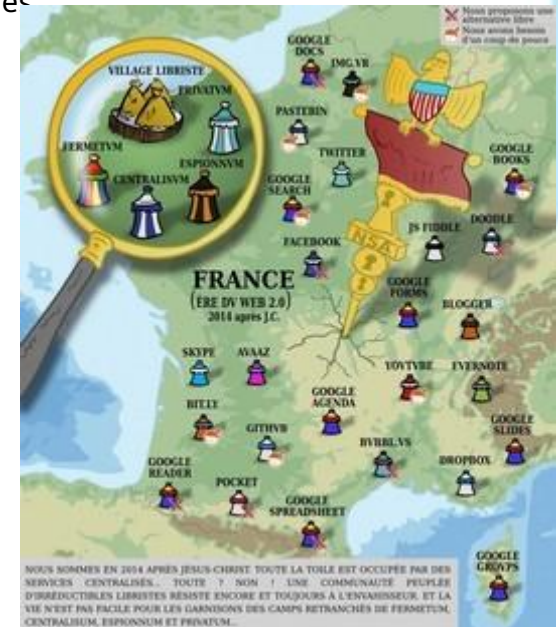 es
Nous proposons une
alternative libre
Nous avons besoin
d'un coup de pouce
GOOGLE
DOCS
IMG.VR
VILLAGE LIBRISTE
PRIVATVM
PASTEBIN
FERMETVM
ESPIONNVM
CENTRALISVM
TWITTER
GOOGLE
BOOKS
GOOGLE
SEARCH
NSA
JS FIDDLE
DOODLE
FACEBOOK
FRANCE
(ERE DV WEB 2.0)
2014 après J.C.
GOOGLE
FORMS
BLOGGER
SKYPE
AVAAZ
YOVTVBE
EVERNOTE
GOOGLE
AGENDA
BIT.LY
GITHVB
GOOGLE
SLIDES
BVBBL.VS
DROPBOX
GOOGLE
READER
POCKET
GOOGLE
SPREADSHEET
GOOGLE
GROVPS
NOUS SOMMES EN 2014 APRÈS JÉSUS-CHRIST. TOUTE LA TOILE EST OCCUPÉE PAR DES
SERVICES CENTRALISÉS... TOUTE ? NON ! UNE COMMUNAUTÉ PEUPLÉE
D'IRRÉDUCTIBLES LIBRISTES RÉSISTE ENCORE ET TOUJOURS À L'ENVAHISSEUR. ET LA
VIE N'EST PAS FACILE POUR LES GARNISONS DES CAMPS RETRANCHÉS DE FERMETUM,
CENTRALISUM, ESPIONNUM ET PRIVATUM...